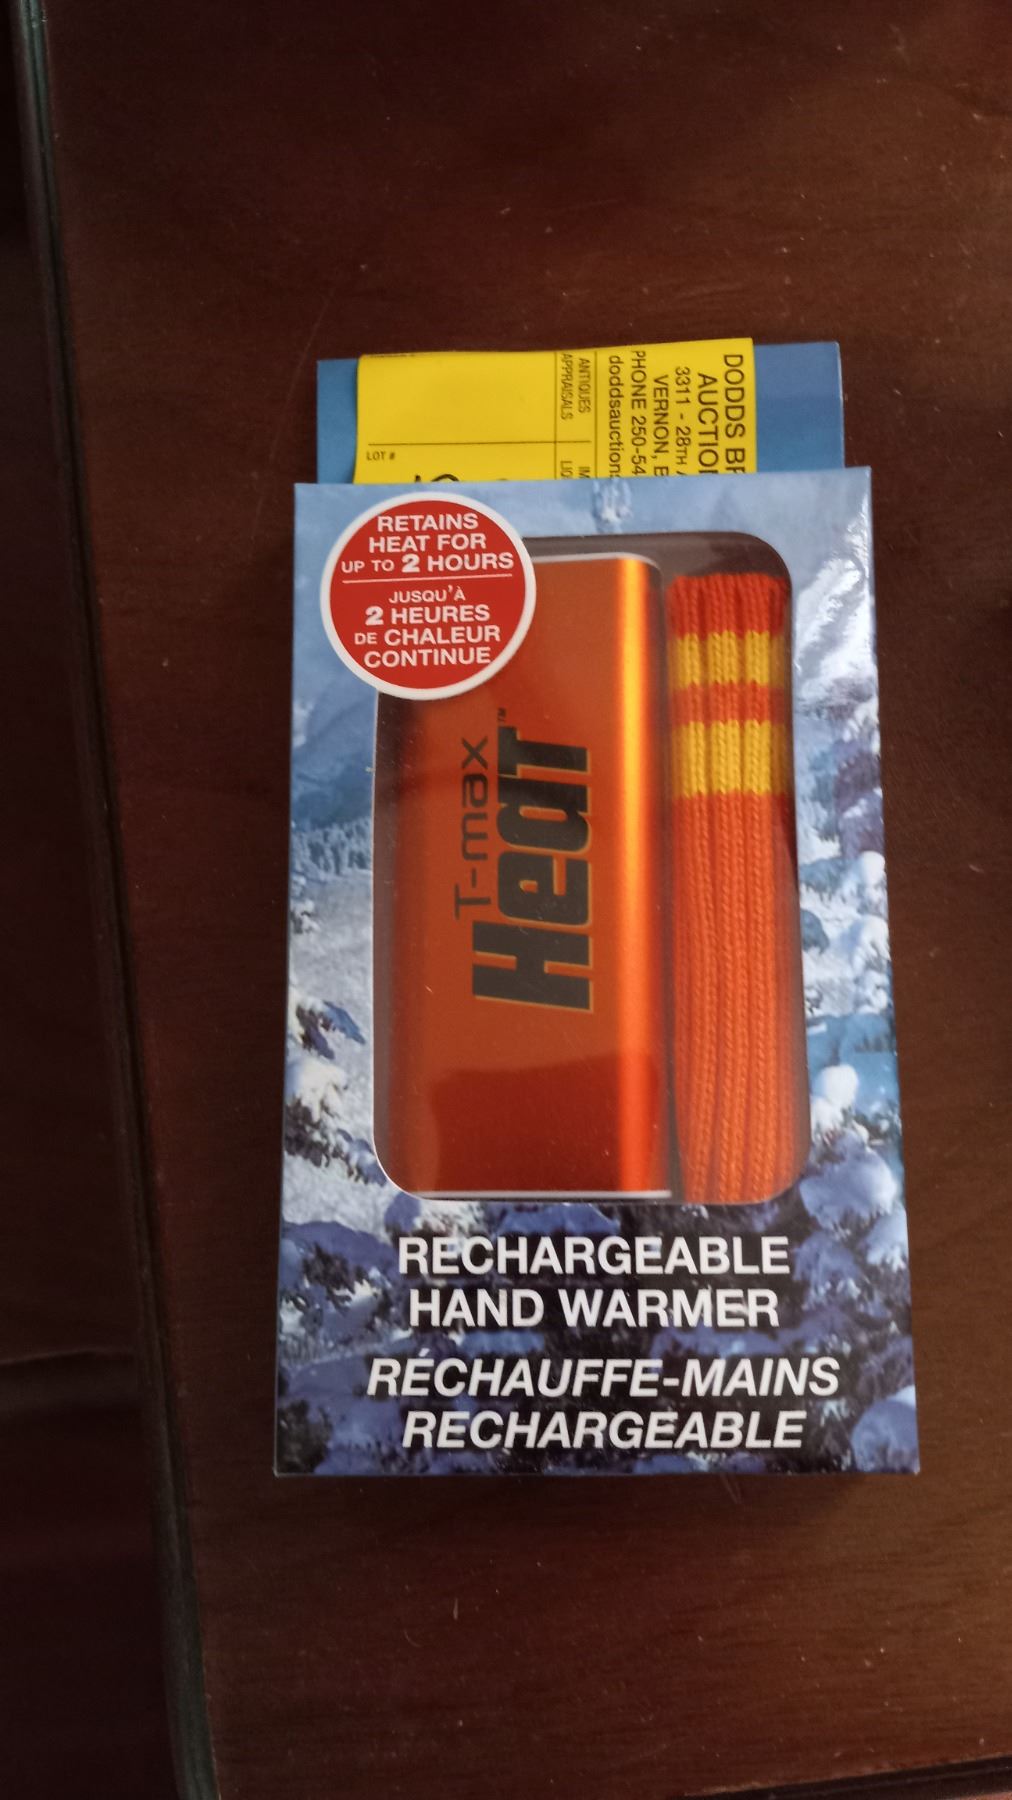 DODDS
AUCTIO
3311 - 28TH
VERNON,
PHONE 250-54
doddsauction
ANTIQUES
APPRAISALS
LOT #
RETAINS
HEAT FOR
UP TO 2 HOURS
JUSQU'À
2 HEURES
DE CHALEUR
CONTINUE
T-max
HeaT™
RECHARGEABLE
HAND WARMER
RÉCHAUFFE-MAINS
RECHARGEABLE